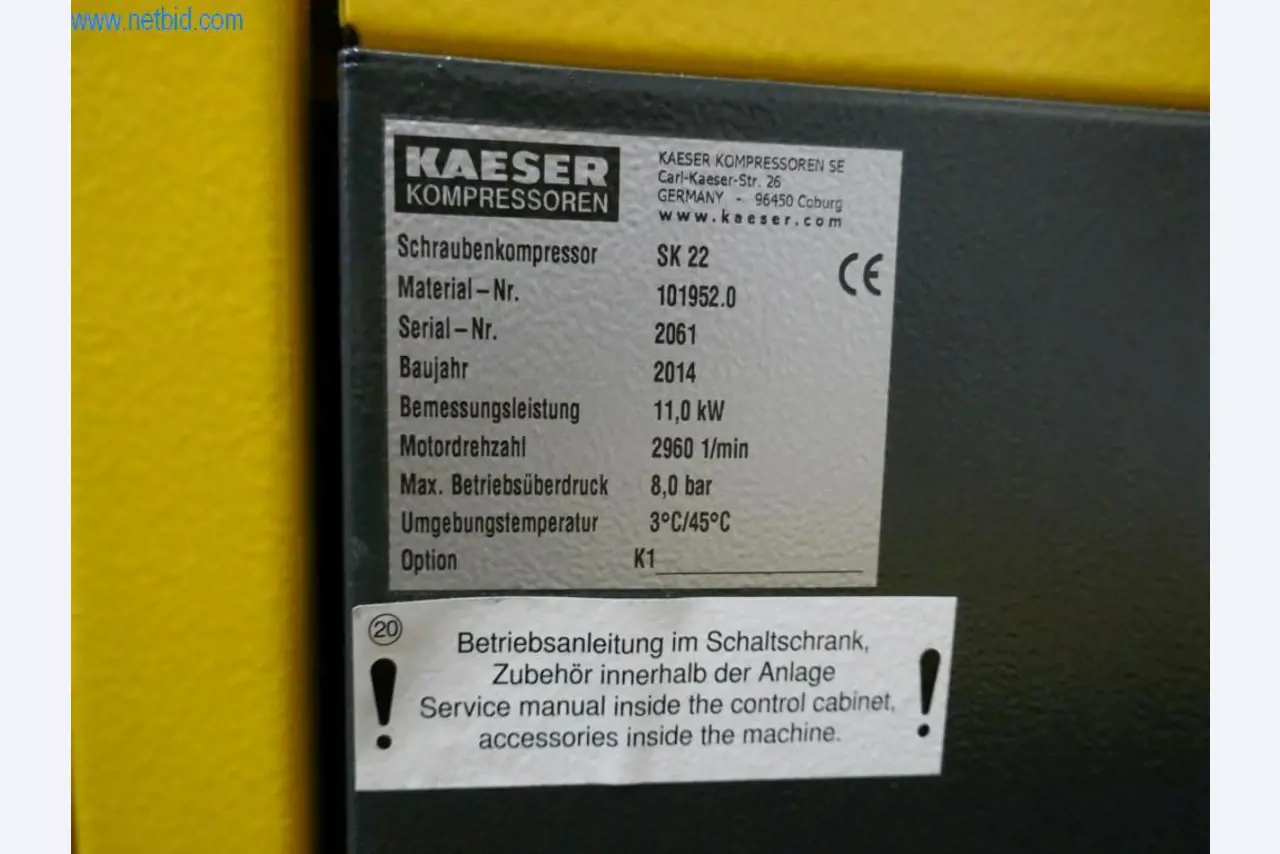 www.netbid.com
KAESER
KOMPRESSOREN
KAESER KOMPRESSOREN SE
Carl-Kaeser-Str. 26
GERMANY - 96450 Coburg
www.kaeser.com
CE
Schraubenkompressor SK 22
Material-Nr. 101952.0
Serial-Nr. 2061
Baujahr 2014
Bemessungsleistung 11,0 kW
Motordrehzahl 2960 1/min
Max. Betriebsüberdruck 8,0 bar
Umgebungstemperatur 3°C/45°C
Option K1
20
! Betriebsanleitung im Schaltschrank, !
Zubehör innerhalb der Anlage
Service manual inside the control cabinet,
accessories inside the machine.